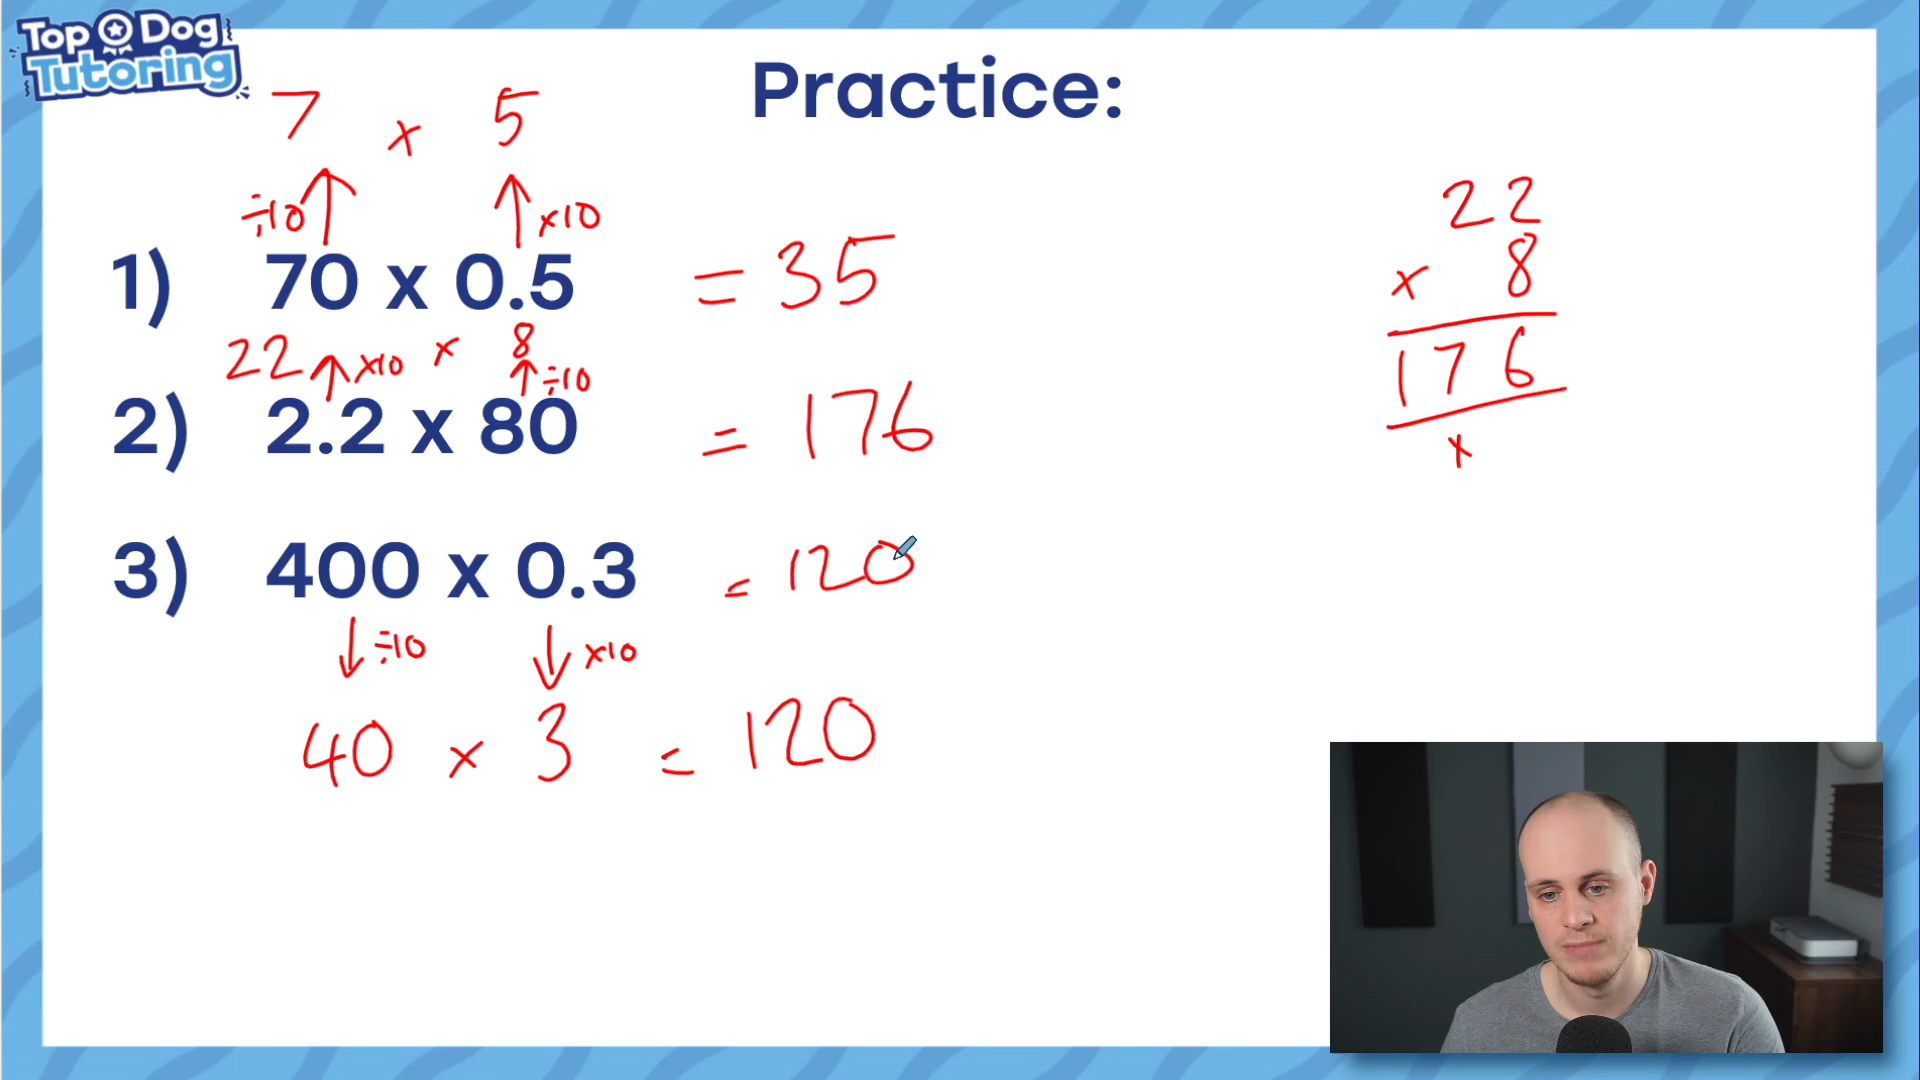 Top Dog
Tutoring
Practice:
7 x 5
÷10 x10
1) 70 x 0.5 = 35
22 x10 x 8 ÷10
2) 2.2 x 80 = 176
3) 400 x 0.3 = 120
÷10 x10
40 x 3 = 120
22
x 8
176
x